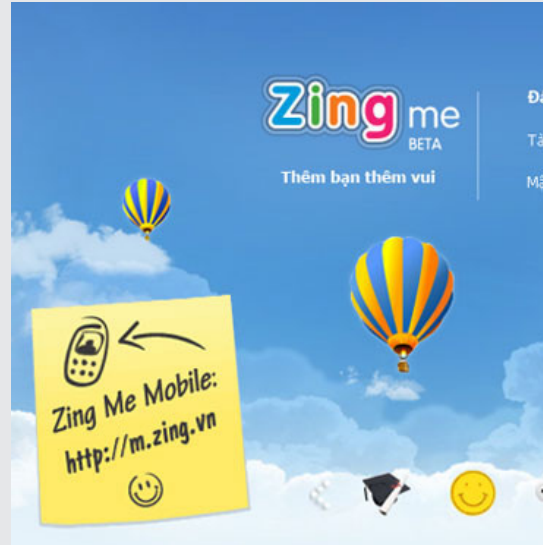 Zing me
BETA
Thêm bạn thêm vui
Zing Me Mobile:
http://m.zing.vn